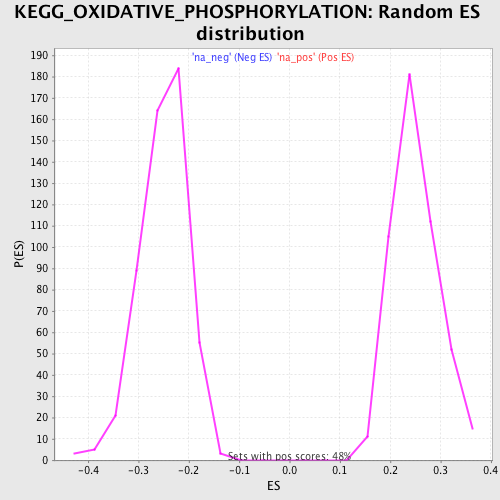 KEGG_OXIDATIVE_PHOSPHORYLATION: Random ES
distribution
'na_neg' (Neg ES) 'na_pos' (Pos ES)
P(ES)
190
180
170
160
150
140
130
120
110
100
90
80
70
60
50
40
30
20
10
0
Sets with pos scores: 48%
-0.4 -0.3 -0.2 -0.1 0.0 0.1 0.2 0.3 0.4
ES